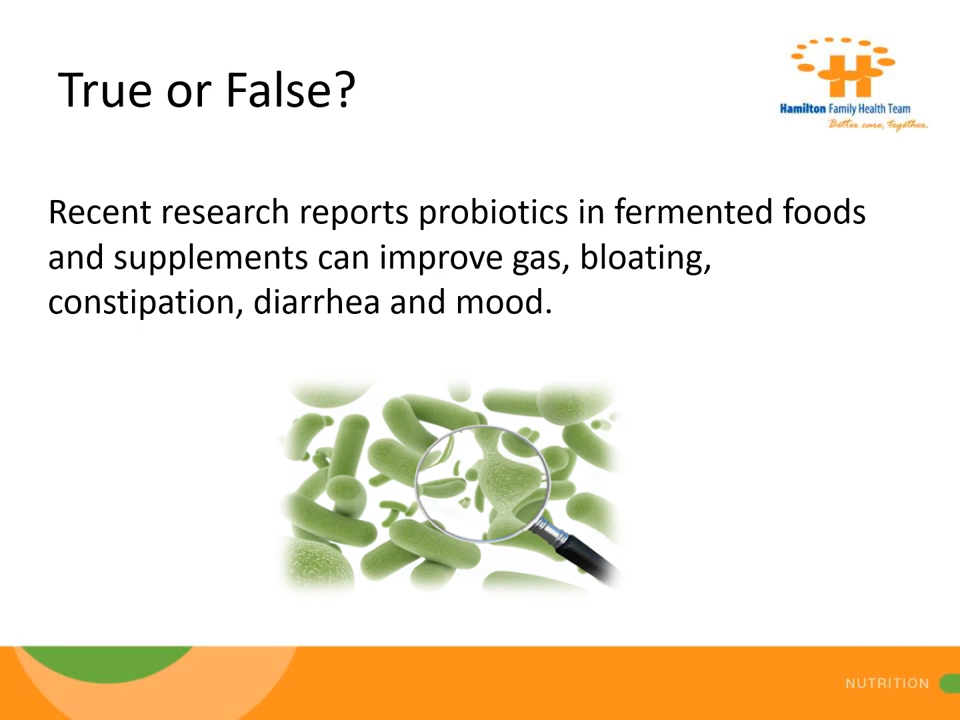 True or False?
Hamilton Family Health Team
Better care, together.
Recent research reports probiotics in fermented foods
and supplements can improve gas, bloating,
constipation, diarrhea and mood.
NUTRITION